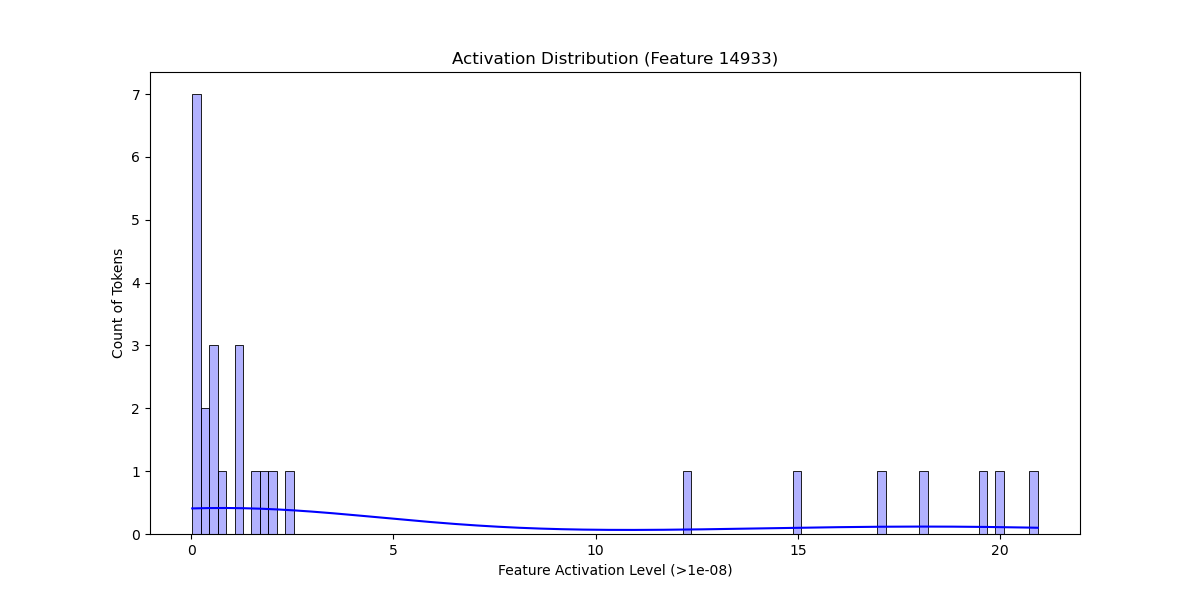 Activation Distribution (Feature 14933)
7
6
5
4
3
2
1
0
Count of Tokens
0 5 10 15 20
Feature Activation Level (>1e-08)